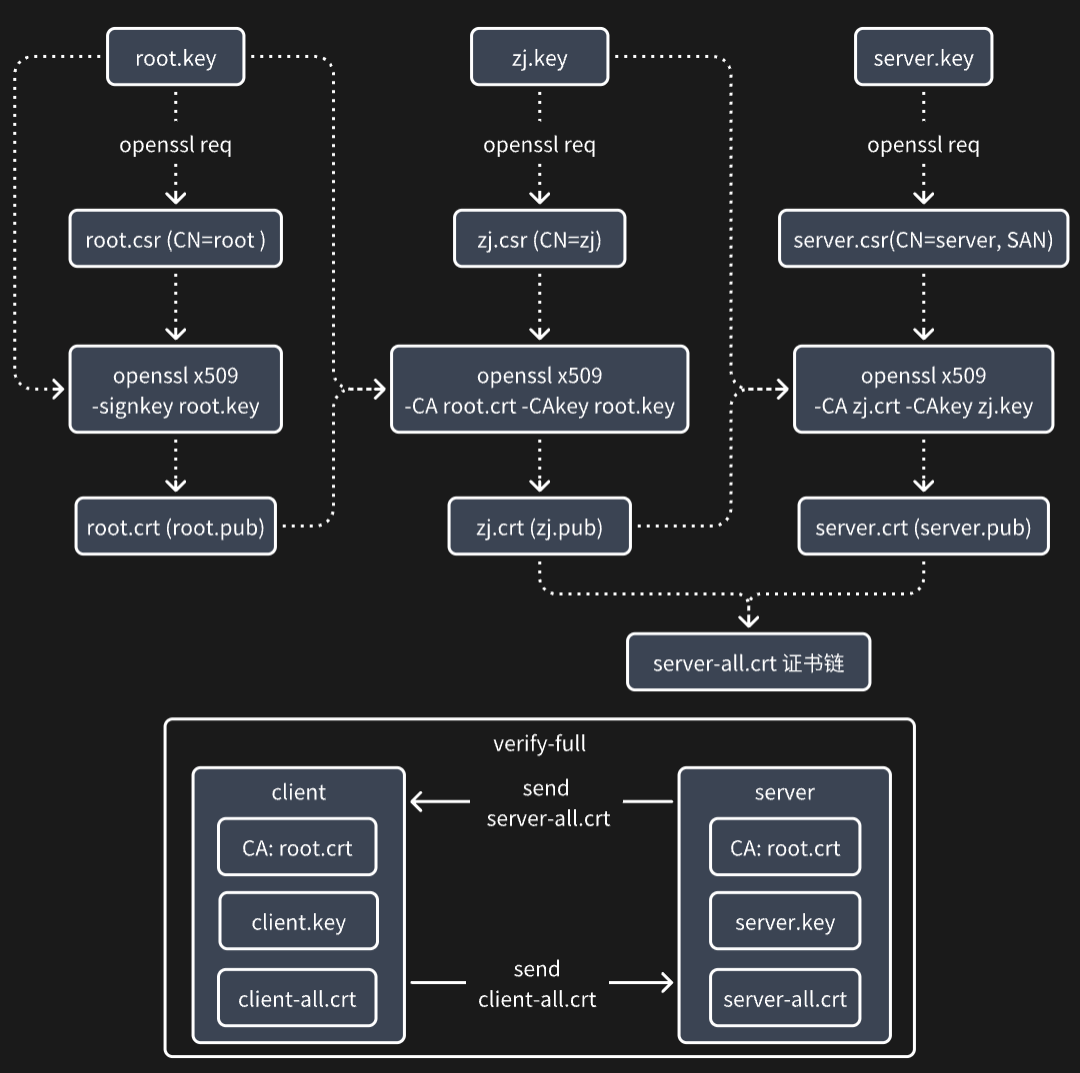 root.key
zj.key
server.key
openssl req
openssl req
openssl req
root.csr (CN=root )
zj.csr (CN=zj)
server.csr(CN=server, SAN)
openssl x509
-signkey root.key
openssl x509
-CA root.crt -CAkey root.key
openssl x509
-CA zj.crt -CAkey zj.key
root.crt (root.pub)
zj.crt (zj.pub)
server.crt (server.pub)
server-all.crt 证书链
verify-full
client
send
server-all.crt
server
CA: root.crt
CA: root.crt
client.key
server.key
send
client-all.crt
client-all.crt
server-all.crt